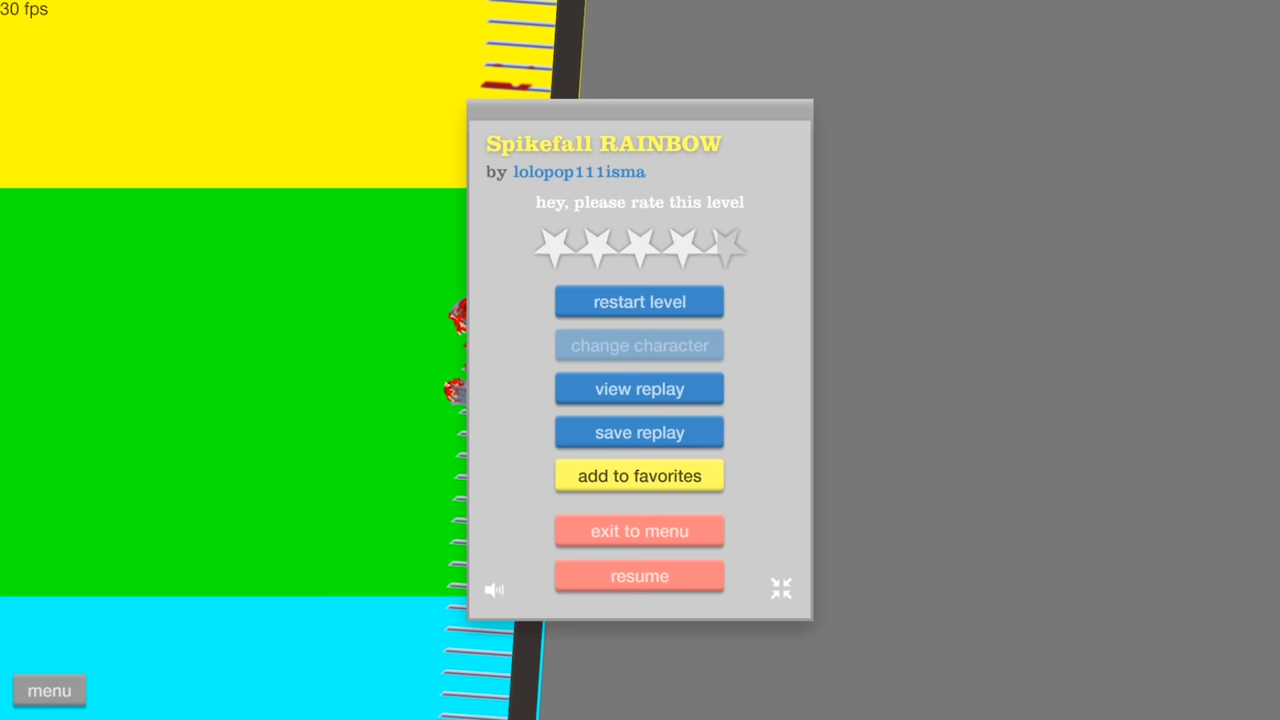 30 fps
Spikefall RAINBOW
by lolopop111isma
hey, please rate this level
restart level
change character
view replay
save replay
add to favorites
exit to menu
resume
menu